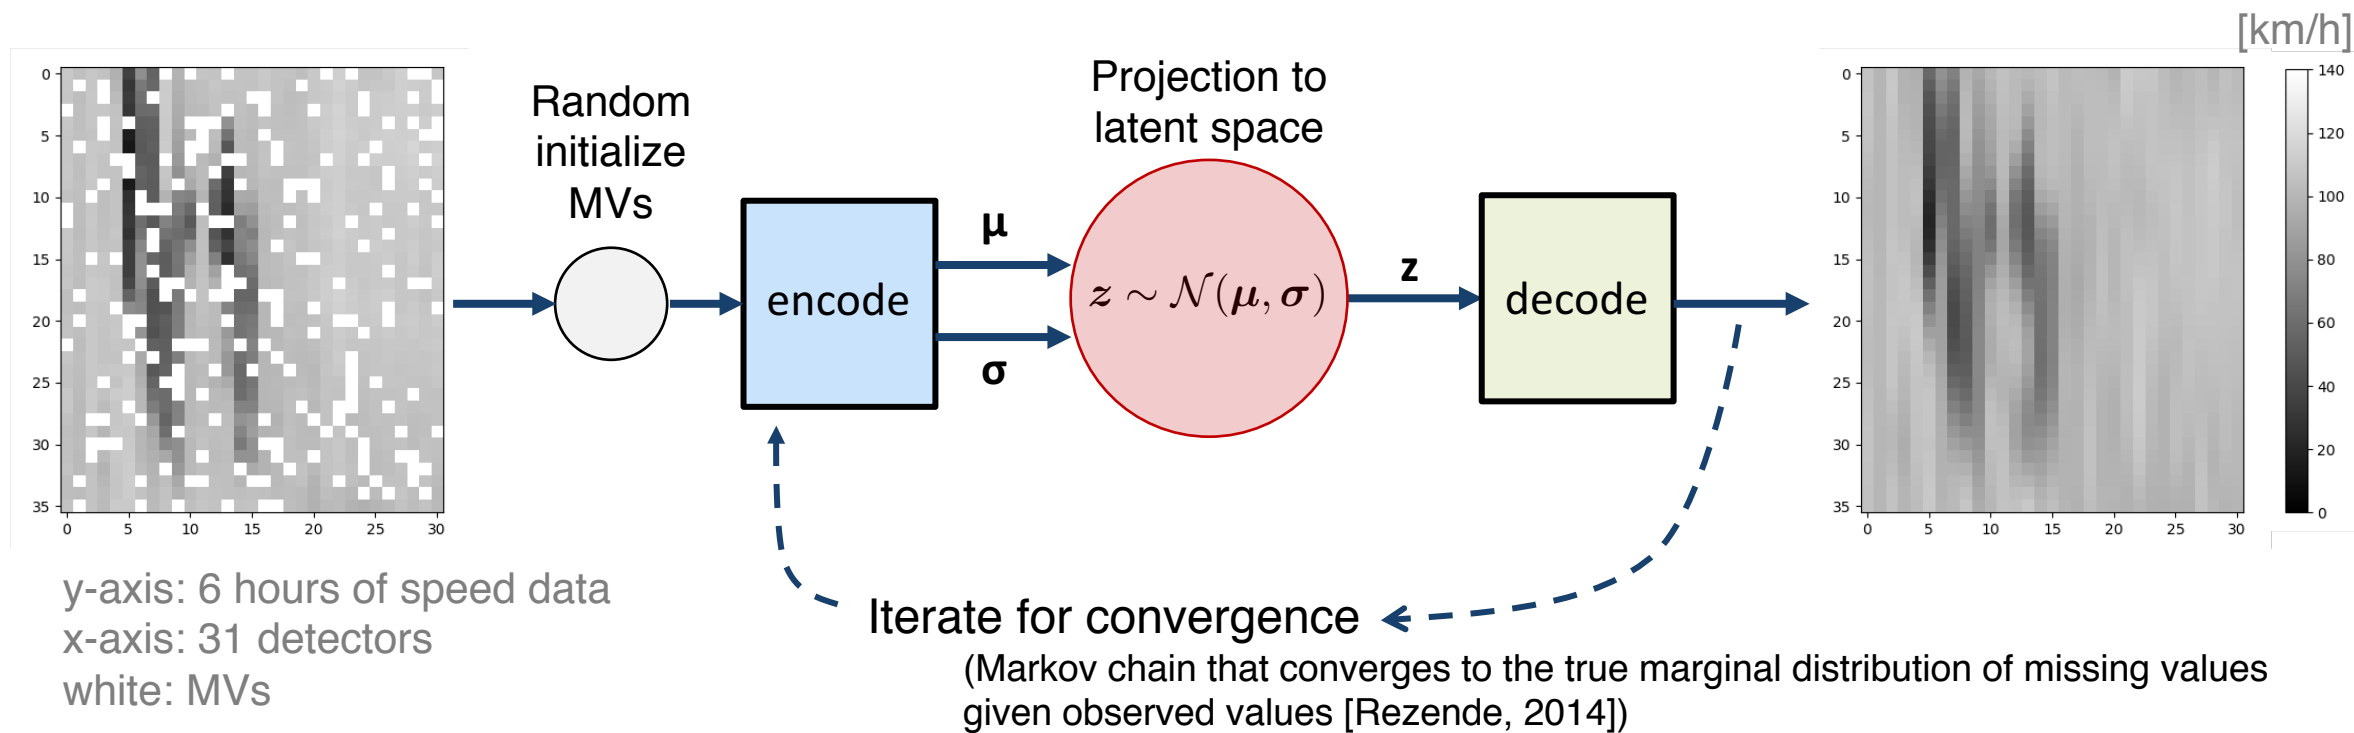 [km/h]
Random
initialize
MVs
Projection to
latent space
0
5
10
15
20
25
30
35
0 5 10 15 20 25 30
encode
μ
σ
z ∼ 𝒩(μ, σ)
z
decode
0
5
10
15
20
25
30
35
0 5 10 15 20 25 30
140
120
100
80
60
40
20
0
y-axis: 6 hours of speed data
x-axis: 31 detectors
white: MVs
Iterate for convergence
(Markov chain that converges to the true marginal distribution of missing values
given observed values [Rezende, 2014])